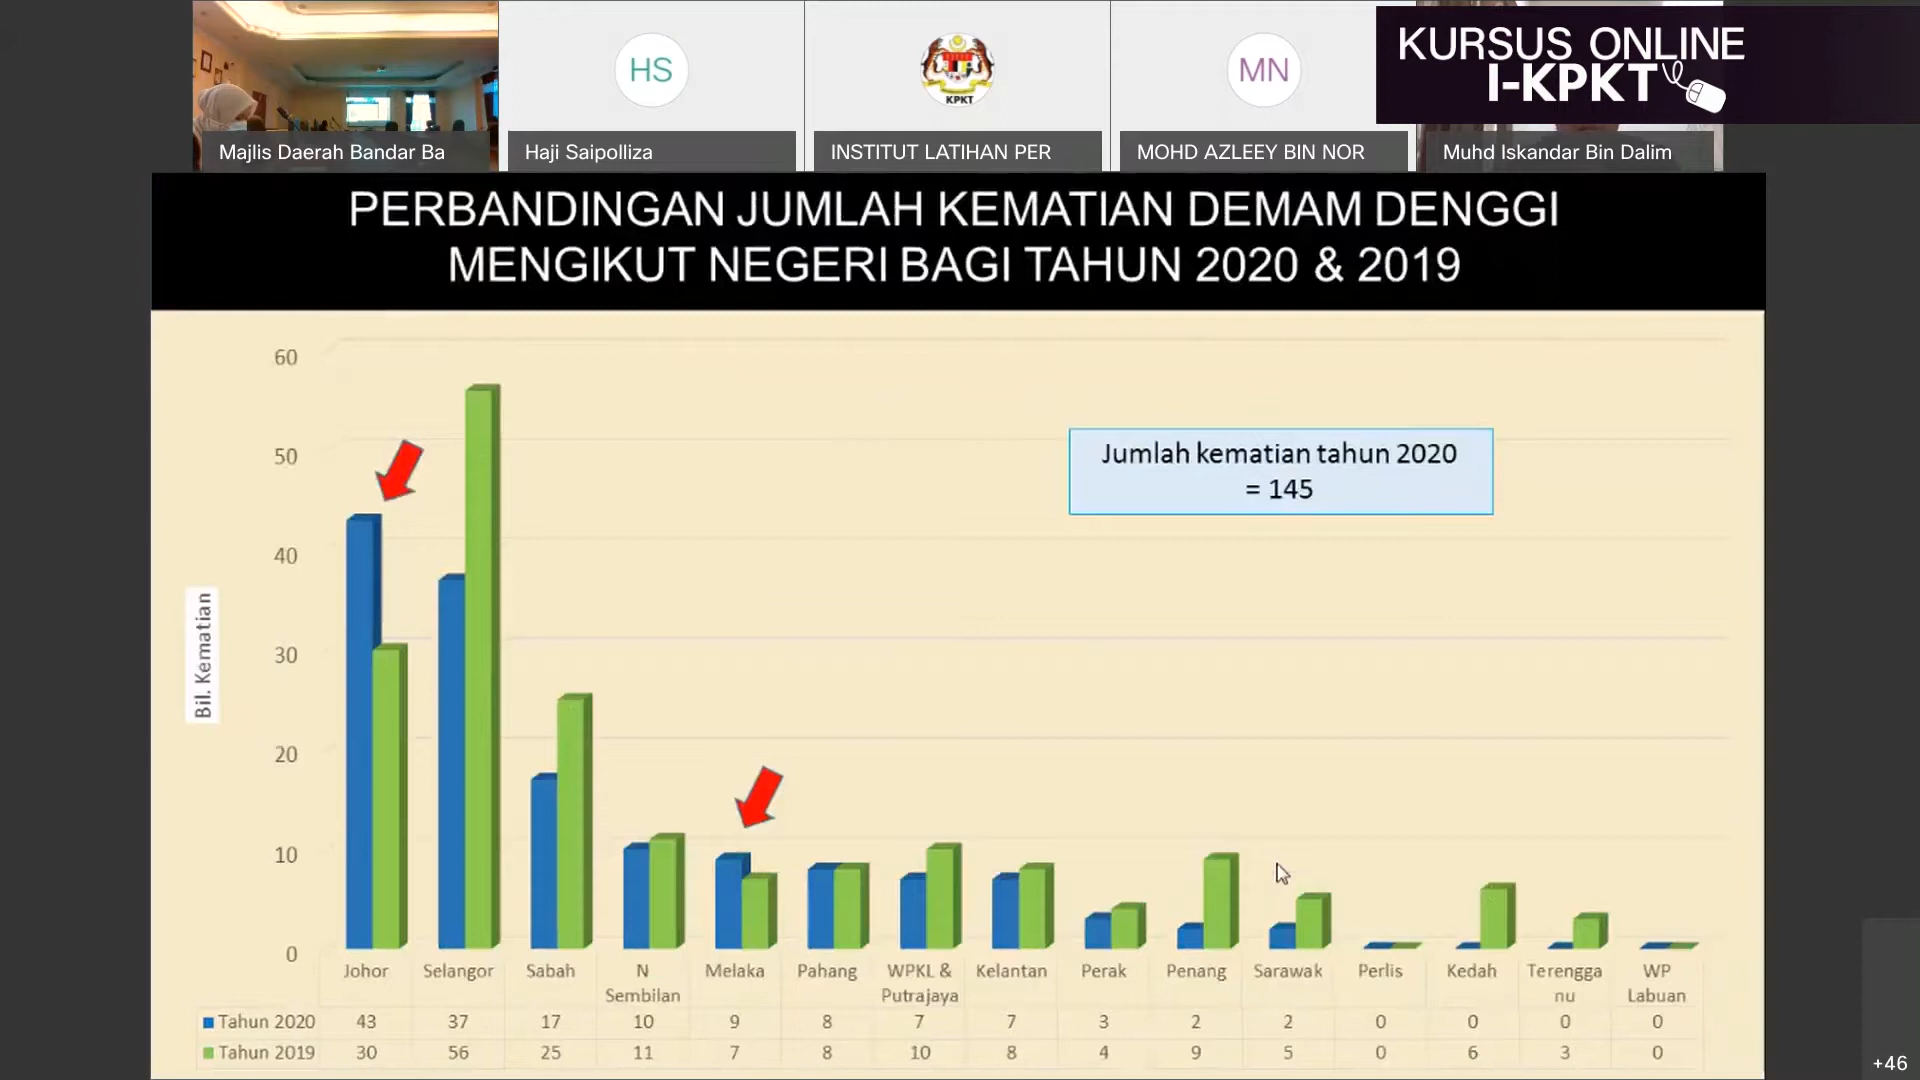 HS
KPKT
MN
KURSUS ONLINE
I-KPKT
Majlis Daerah Bandar Ba
Haji Saipolliza
INSTITUT LATIHAN PER
MOHD AZLEEY BIN NOR
Muhd Iskandar Bin Dalim
PERBANDINGAN JUMLAH KEMATIAN DEMAM DENGGI
MENGIKUT NEGERI BAGI TAHUN 2020 & 2019
60
50
40
30
20
10
0
Bil. Kematian
Jumlah kematian tahun 2020
= 145
Johor Selangor Sabah N Sembilan Melaka Pahang WPKL & Putrajaya Kelantan Perak Penang Sarawak Perlis Kedah Terengganu WP Labuan
Tahun 2020 43 37 17 10 9 8 7 7 3 2 2 0 0 0 0
Tahun 2019 30 56 25 11 7 8 10 8 4 9 5 0 6 3 0
+46